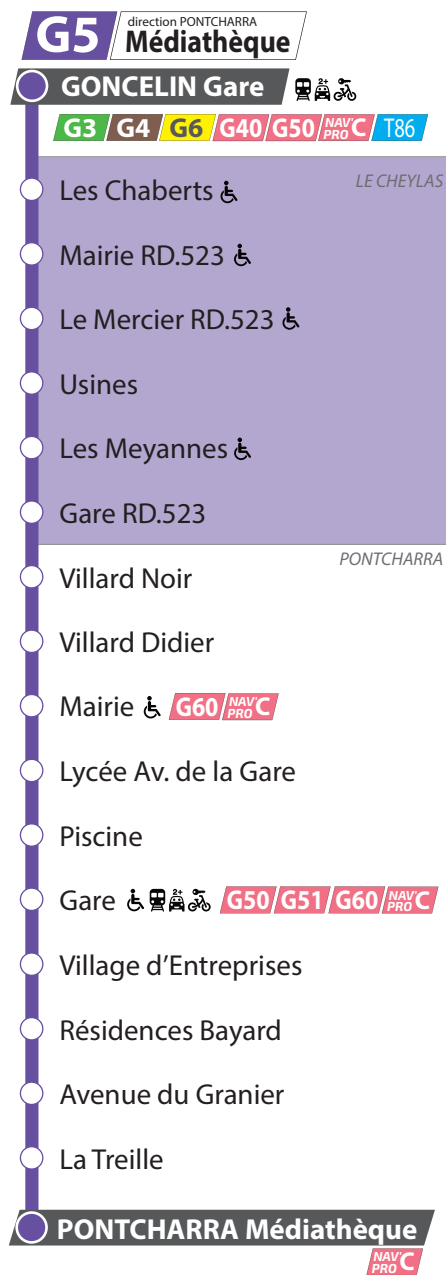 G5 direction PONTCHARRA
Médiathèque
GONCELIN Gare 2+
G3 G4 G6 G40 G50 NAV'C PRO T86
LE CHEYLAS
Les Chaberts
Mairie RD.523
Le Mercier RD.523
Usines
Les Meyannes
Gare RD.523
PONTCHARRA
Villard Noir
Villard Didier
Mairie G60 NAV'C PRO
Lycée Av. de la Gare
Piscine
Gare 2+ G50 G51 G60 NAV'C PRO
Village d'Entreprises
Résidences Bayard
Avenue du Granier
La Treille
PONTCHARRA Médiathèque
NAV'C PRO